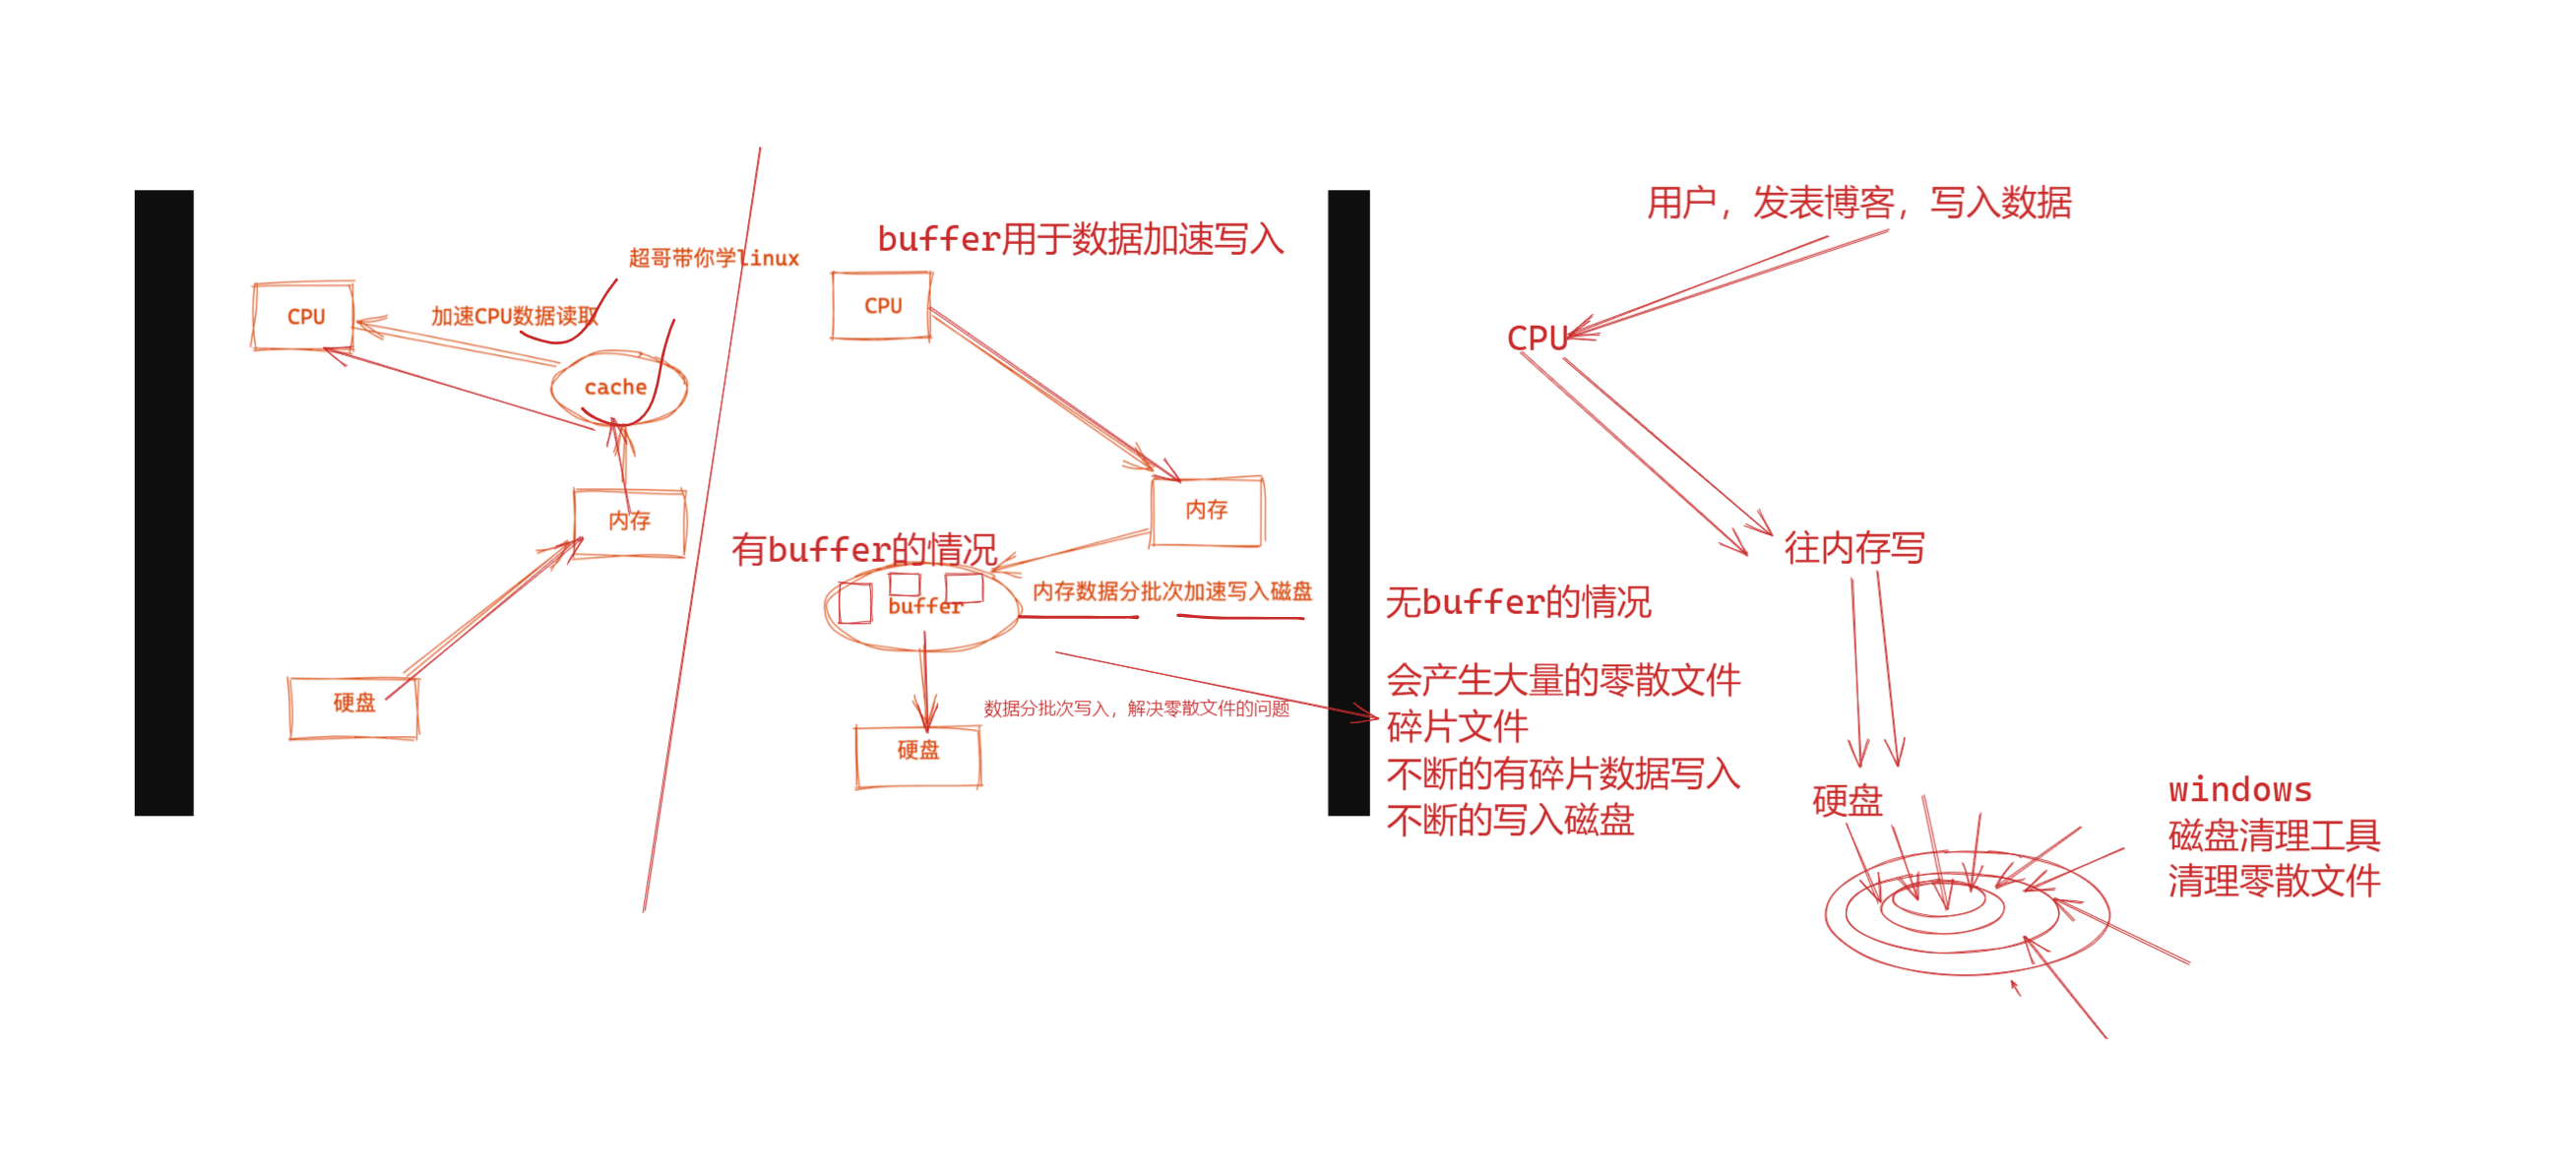 超哥带你学linux
CPU
加速CPU数据读取
cache
内存
硬盘
buffer用于数据加速写入
CPU
内存
有buffer的情况
buffer
内存数据分批次加速写入磁盘
数据分批次写入，解决零散文件的问题
硬盘
用户，发表博客，写入数据
CPU
往内存写
无buffer的情况
会产生大量的零散文件
碎片文件
不断的有碎片数据写入
不断的写入磁盘
硬盘
windows
磁盘清理工具
清理零散文件